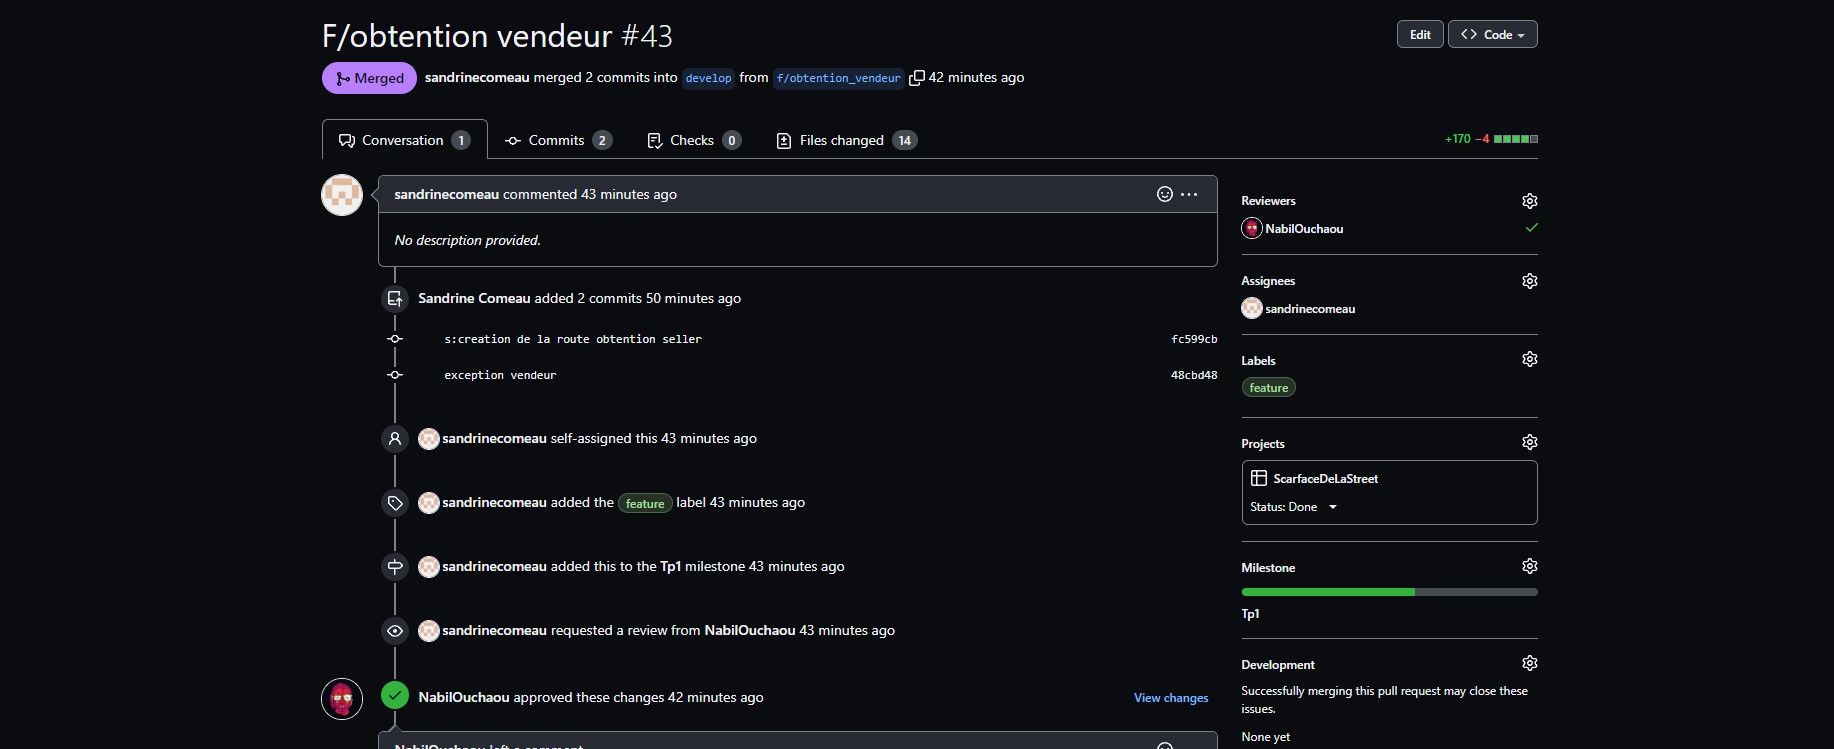 F/obtention vendeur #43
Edit
Code
Merged
sandrinecomeau merged 2 commits into develop from f/obtention_vendeur 42 minutes ago
Conversation 1
Commits 2
Checks 0
Files changed 14
+170 −4
sandrinecomeau commented 43 minutes ago
No description provided.
Sandrine Comeau added 2 commits 50 minutes ago
s:creation de la route obtention seller fc599cb
exception vendeur 48cbd48
sandrinecomeau self-assigned this 43 minutes ago
sandrinecomeau added the feature label 43 minutes ago
sandrinecomeau added this to the Tp1 milestone 43 minutes ago
sandrinecomeau requested a review from NabilOuchaou 43 minutes ago
NabilOuchaou approved these changes 42 minutes ago
View changes
NabilOuchaou left a comment
Reviewers
NabilOuchaou
Assignees
sandrinecomeau
Labels
feature
Projects
ScarfaceDeLaStreet
Status: Done
Milestone
Tp1
Development
Successfully merging this pull request may close these
issues.
None yet